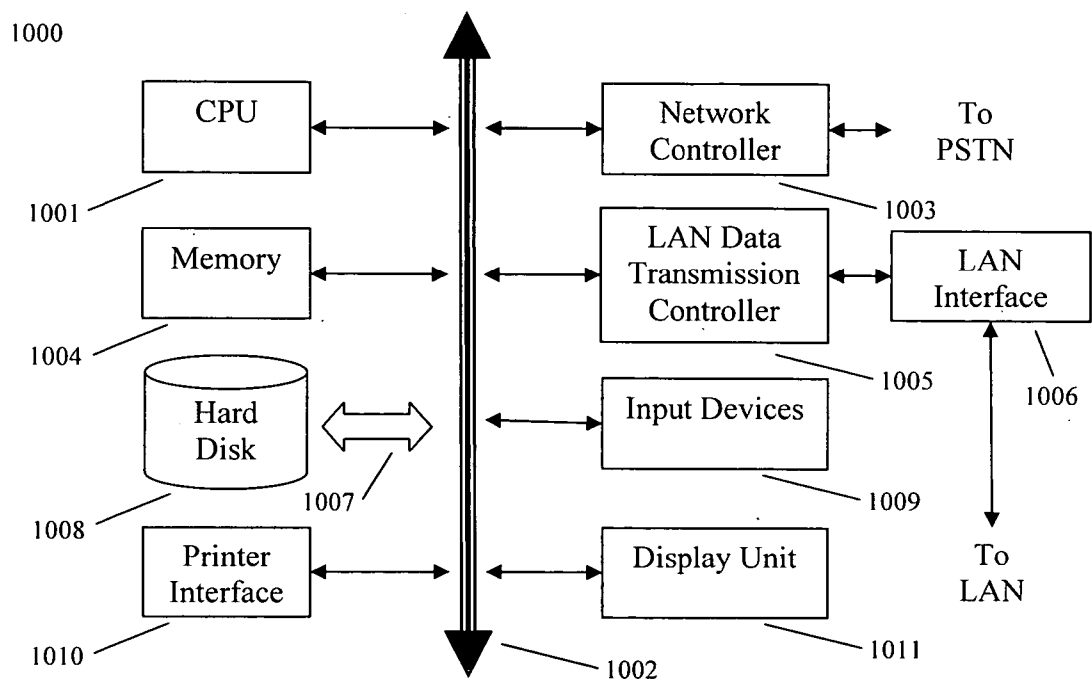 1000
CPU
1001
Network
Controller
1003
To
PSTN
Memory
1004
LAN Data
Transmission
Controller
1005
LAN
Interface
1006
Hard
Disk
1008
1007
Input Devices
1009
Printer
Interface
1010
Display Unit
1011
To
LAN
1002